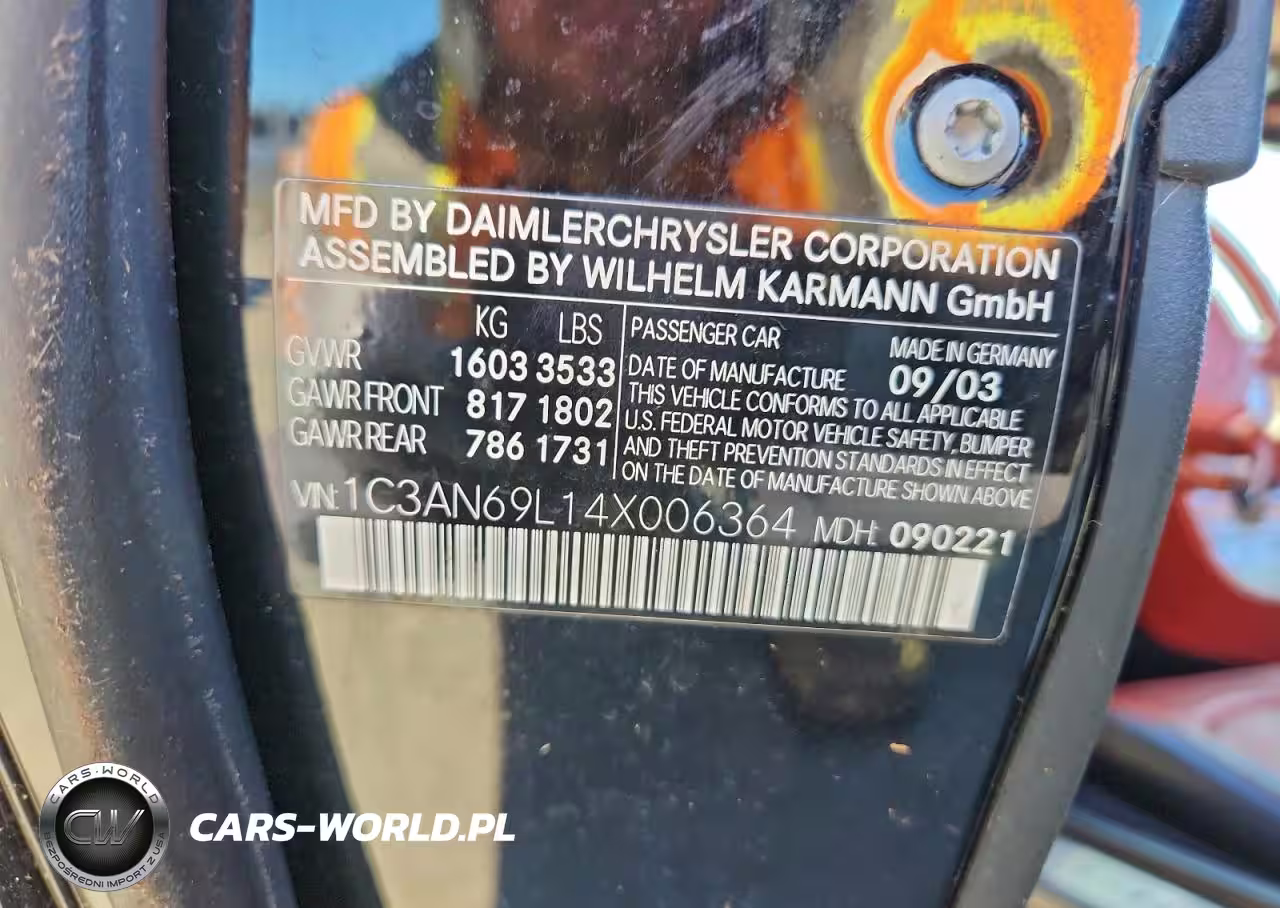 MFD BY DAIMLERCHRYSLER CORPORATION
ASSEMBLED BY WILHELM KARMANN GmbH
KG LBS
GVWR 1603 3533
GAWR FRONT 817 1802
GAWR REAR 786 1731
PASSENGER CAR MADE IN GERMANY
DATE OF MANUFACTURE 09/03
THIS VEHICLE CONFORMS TO ALL APPLICABLE
U.S. FEDERAL MOTOR VEHICLE SAFETY, BUMPER
AND THEFT PREVENTION STANDARDS IN EFFECT
ON THE DATE OF MANUFACTURE SHOWN ABOVE
VIN: 1C3AN69L14X006364 MDH: 090221
CARS-WORLD
CW
BEZPOŚREDNI IMPORT Z USA
CARS-WORLD.PL